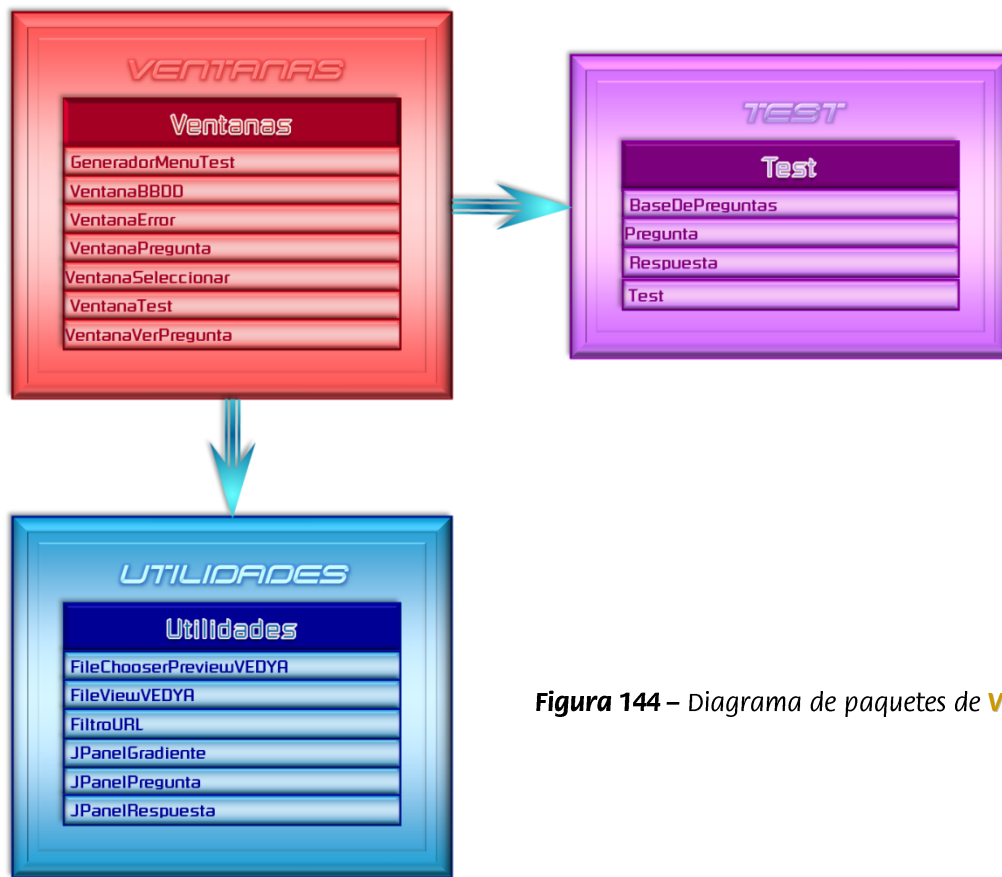 VENTANAS
Ventanas
GeneradorMenuTest
VentanaBBDD
VentanaError
VentanaPregunta
VentanaSeleccionar
VentanaTest
VentanaVerPregunta
TEST
Test
BaseDePreguntas
Pregunta
Respuesta
Test
UTILIDADES
Utilidades
FileChooserPreviewVEDYA
FileViewVEDYA
FiltroURL
JPanelGradiente
JPanelPregunta
JPanelRespuesta
Figura 144 – Diagrama de paquetes de V